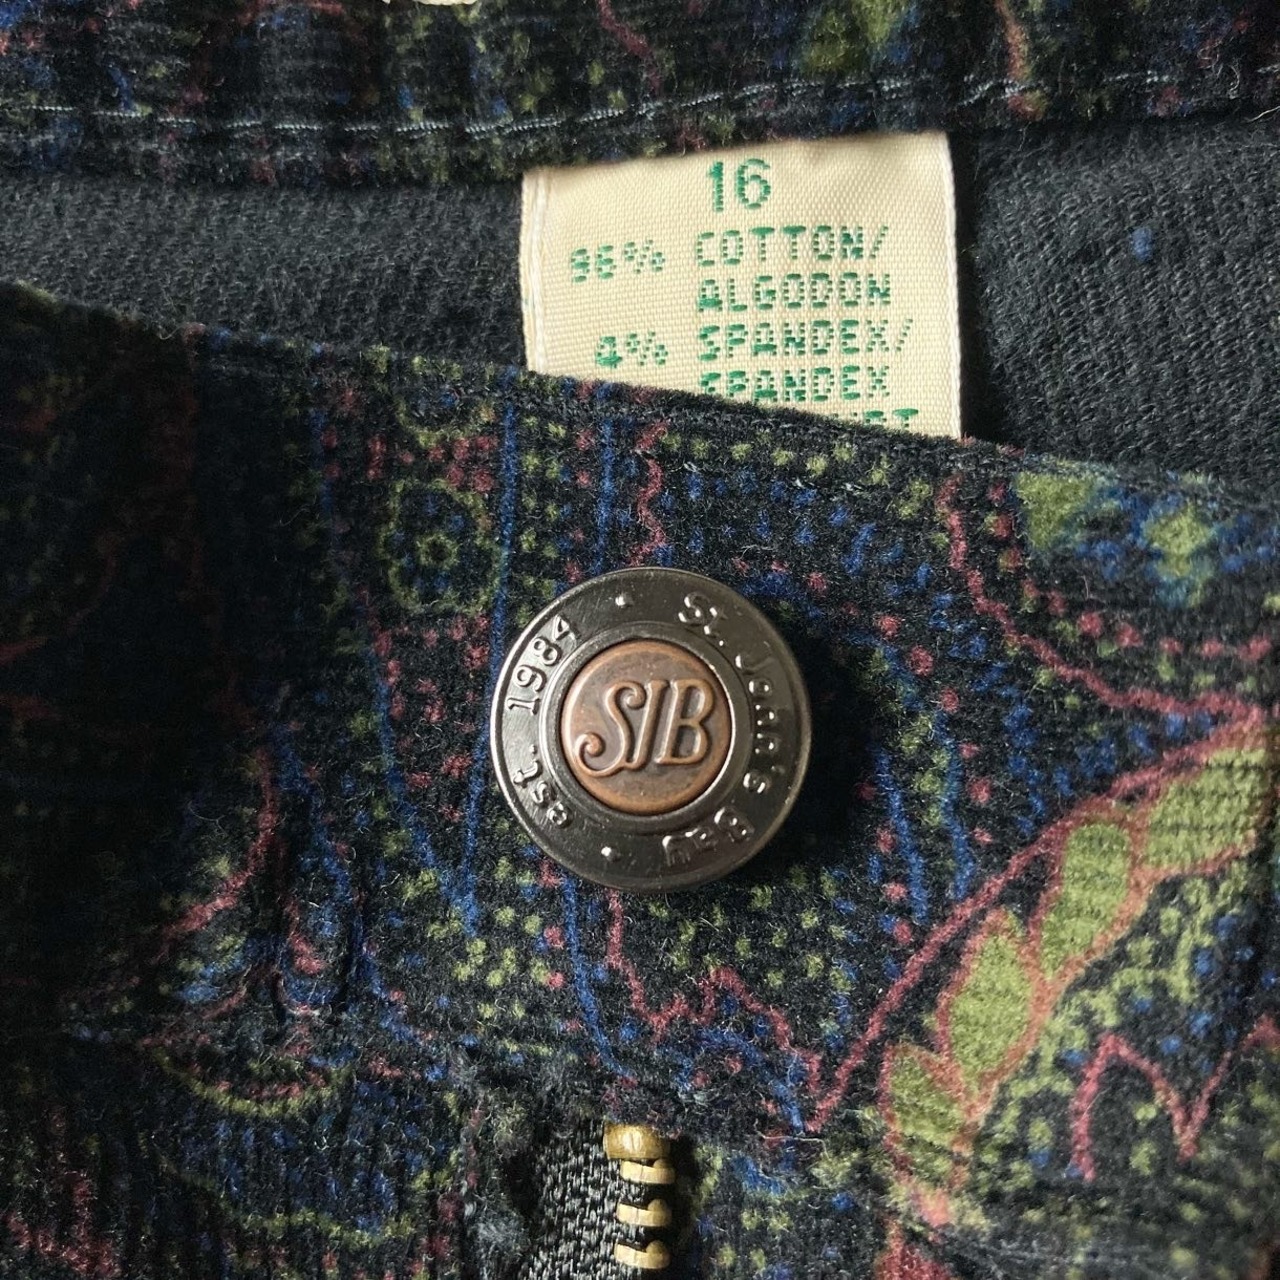 16
96% COTTON/
ALGODON
4% SPANDEX/
SPANDEX
St. John's Bay
est. 1984
SJB